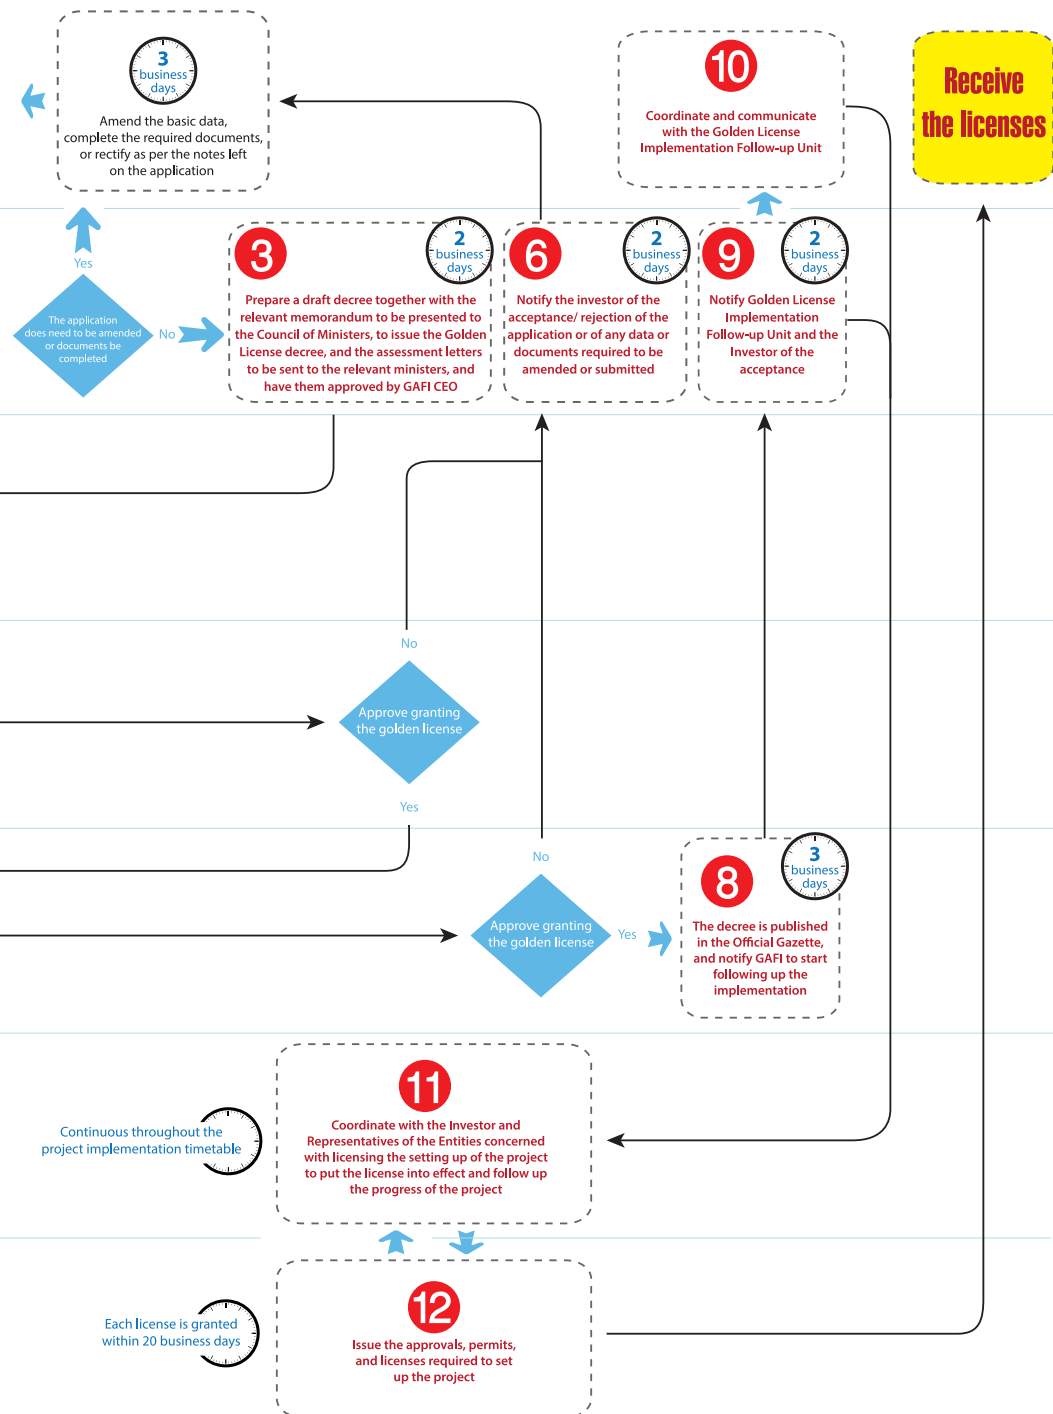 3
business
days
Amend the basic data,
complete the required documents,
or rectify as per the notes left
on the application
10
Coordinate and communicate
with the Golden License
Implementation Follow-up Unit
Receive
the licenses
Yes
The application
does need to be amended
or documents be
completed
No
3
2
business
days
Prepare a draft decree together with the
relevant memorandum to be presented to
the Council of Ministers, to issue the Golden
License decree, and the assessment letters
to be sent to the relevant ministers, and
have them approved by GAFI CEO
6
2
business
days
Notify the investor of the
acceptance/ rejection of the
application or of any data or
documents required to be
amended or submitted
9
2
business
days
Notify Golden License
Implementation
Follow-up Unit and the
Investor of the
acceptance
No
Approve granting
the golden license
Yes
No
Approve granting
the golden license
Yes
8
3
business
days
The decree is published
in the Official Gazette,
and notify GAFI to start
following up the
implementation
Continuous throughout the
project implementation timetable
11
Coordinate with the Investor and
Representatives of the Entities concerned
with licensing the setting up of the project
to put the license into effect and follow up
the progress of the project
Each license is granted
within 20 business days
12
Issue the approvals, permits,
and licenses required to set
up the project